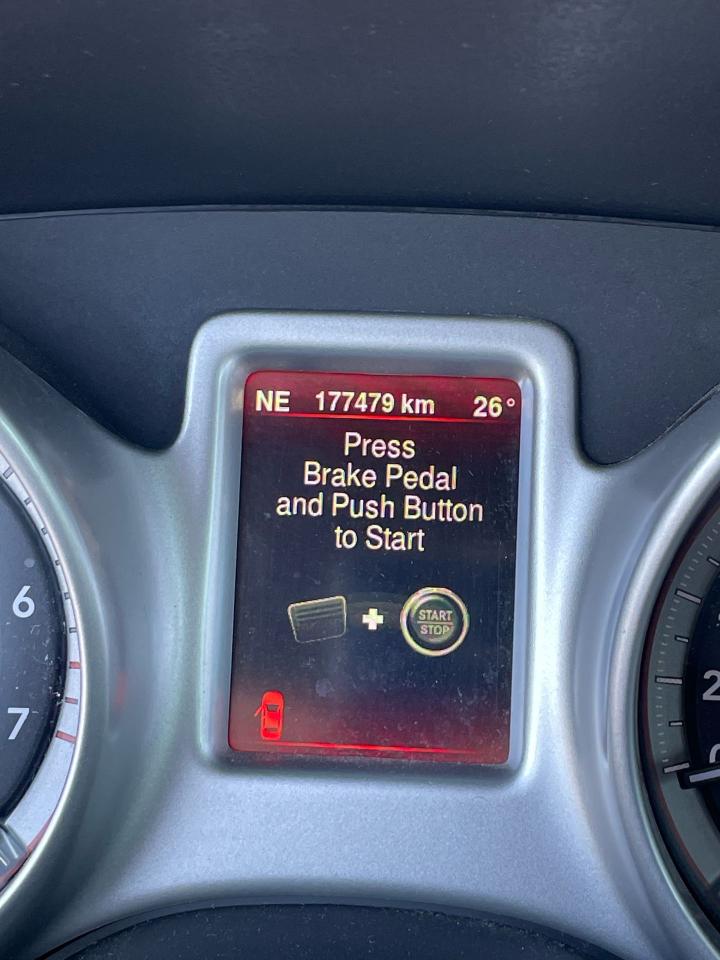 NE 177479 km 26°
Press
Brake Pedal
and Push Button
to Start
START
STOP
6
7